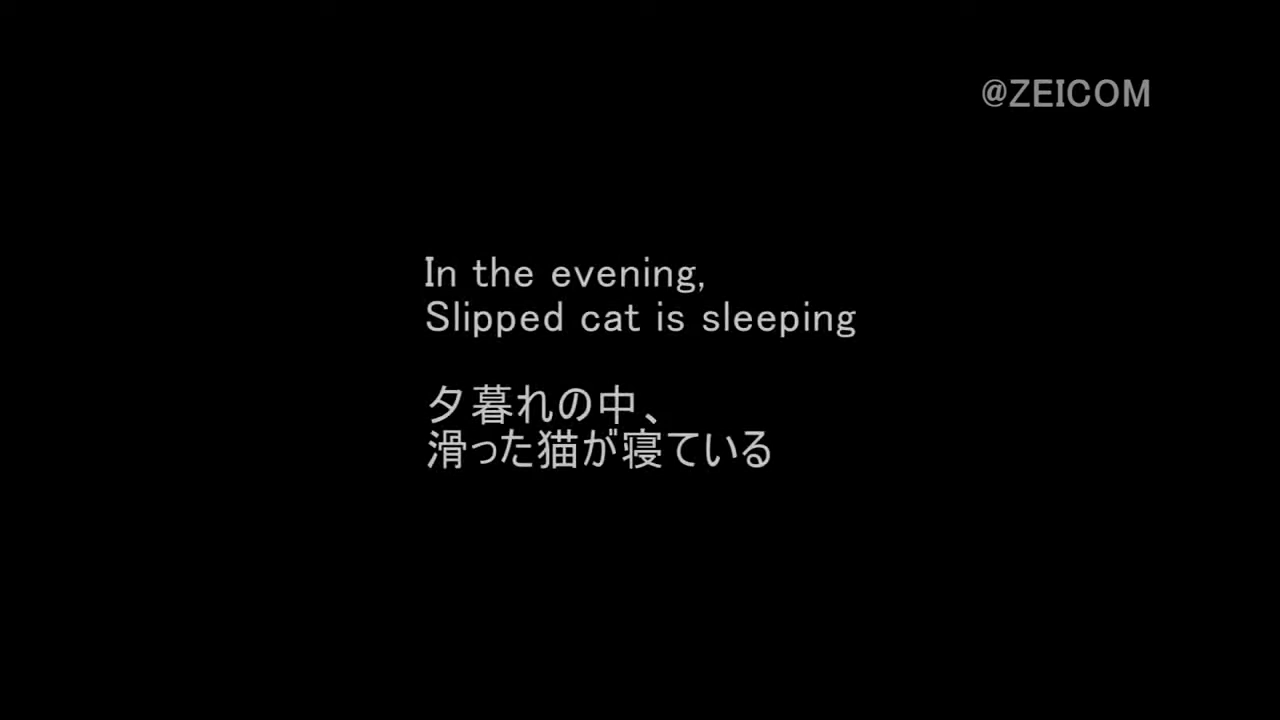 @ZEICOM
In the evening,
Slipped cat is sleeping
夕暮れの中、
滑った猫が寝ている